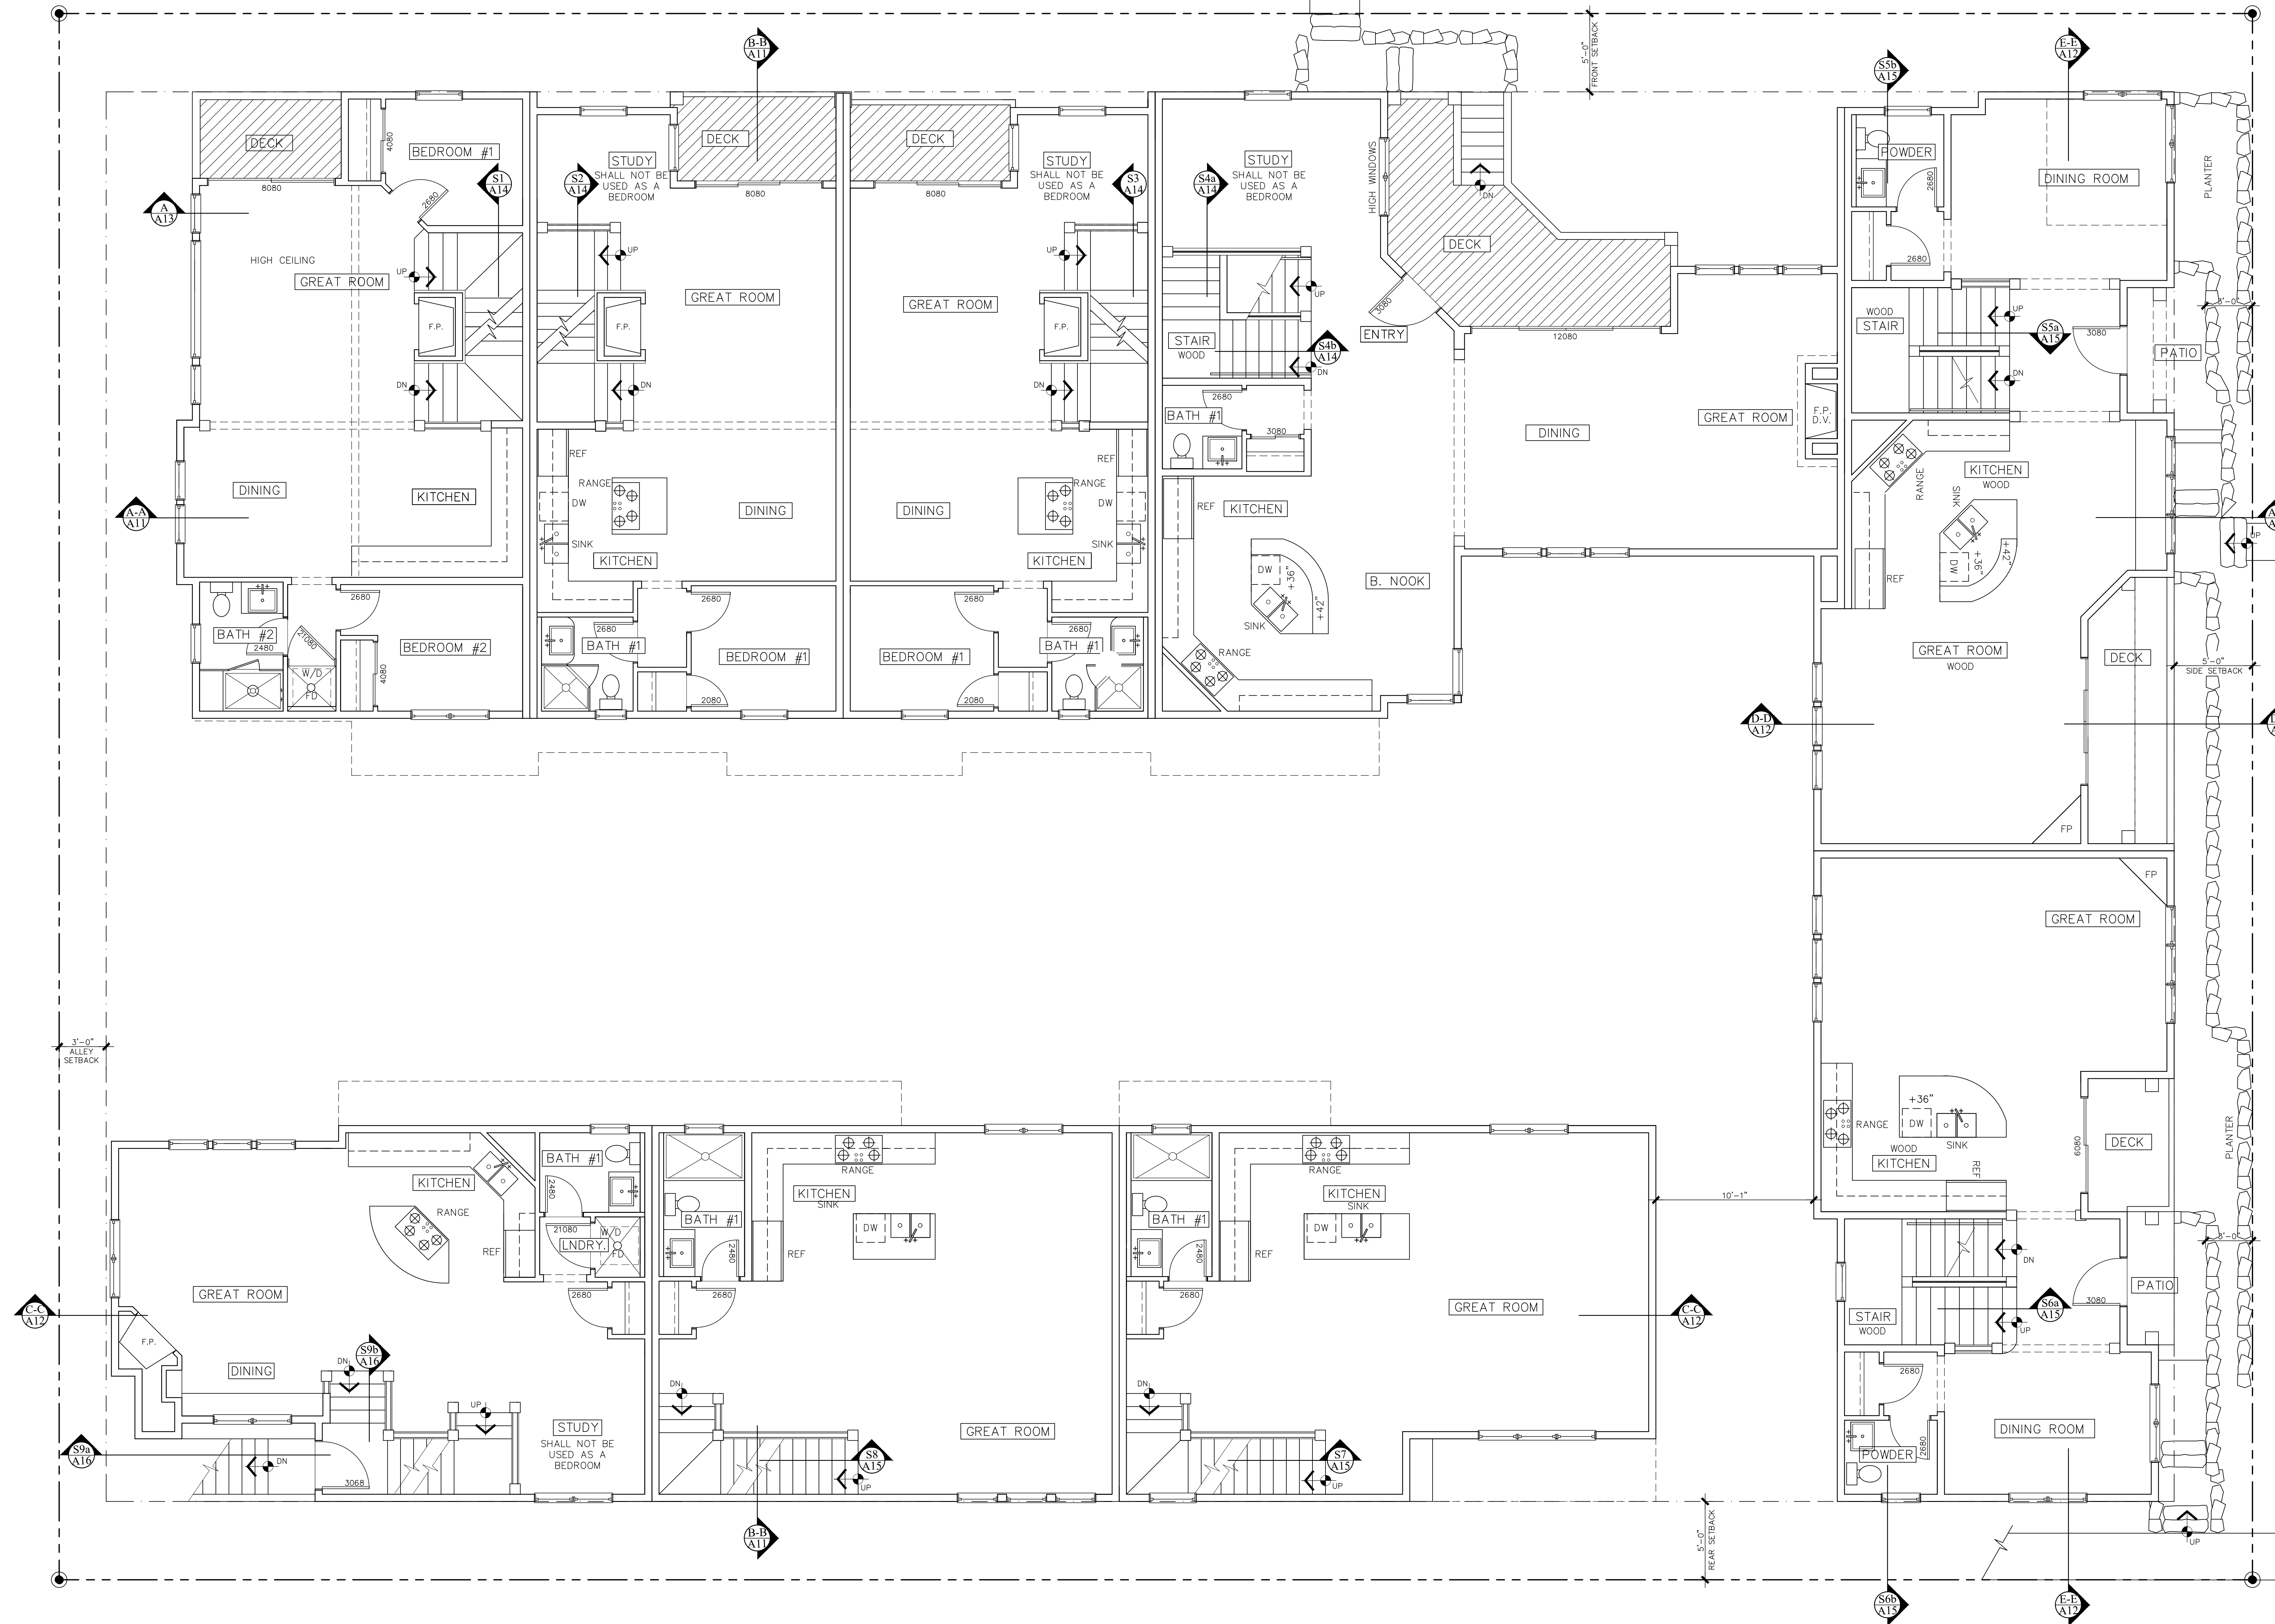 B-B
A11
5'-0"
FRONT SETBACK
S5b
A15
E-E
A12
DECK
4080
BEDROOM #1
8080
2680
S1
A14
A
A13
HIGH CEILING
GREAT ROOM
UP
F.P.
DN
DINING
KITCHEN
A-A
A11
BATH #2
2480
21080
W/D
FD
2680
BEDROOM #2
4080
STUDY
SHALL NOT BE
USED AS A
BEDROOM
S2
A14
DECK
8080
UP
GREAT ROOM
F.P.
DN
REF
RANGE
DW
SINK
KITCHEN
DINING
2680
2680
BATH #1
BEDROOM #1
2080
DECK
8080
STUDY
SHALL NOT BE
USED AS A
BEDROOM
S3
A14
UP
GREAT ROOM
F.P.
DN
REF
RANGE
DW
SINK
DINING
KITCHEN
2680
2680
BATH #1
BEDROOM #1
2080
STUDY
SHALL NOT BE
USED AS A
BEDROOM
S4a
A14
HIGH WINDOWS
DN
DECK
3080
ENTRY
12080
UP
STAIR
WOOD
S4b
A14
DN
2680
BATH #1
3080
DINING
GREAT ROOM
F.P.
D.V.
REF
KITCHEN
DW
+36"
+42"
SINK
B. NOOK
RANGE
POWDER
2680
2680
DINING ROOM
PLANTER
WOOD
STAIR
UP
S5a
A15
3080
DN
PATIO
KITCHEN
WOOD
RANGE
SINK
+42"
+36"
DW
REF
UP
GREAT ROOM
WOOD
DECK
5'-0"
SIDE SETBACK
D-D
A12
FP
FP
GREAT ROOM
3'-0"
ALLEY
SETBACK
+36"
DW
SINK
RANGE
WOOD
KITCHEN
REF
6080
DECK
PLANTER
10'-1"
DN
STAIR
WOOD
S6a
A15
UP
3080
PATIO
2680
2680
POWDER
DINING ROOM
UP
KITCHEN
RANGE
REF
BATH #1
2480
21080
W/D
LNDRY.
FD
2680
GREAT ROOM
C-C
A12
F.P.
DINING
DN
S9b
A16
UP
S9a
A16
DN
3068
STUDY
SHALL NOT BE
USED AS A
BEDROOM
RANGE
KITCHEN
SINK
DW
BATH #1
2480
REF
2680
DN
S8
A15
UP
GREAT ROOM
RANGE
KITCHEN
SINK
DW
BATH #1
2480
REF
2680
GREAT ROOM
C-C
A12
DN
S7
A15
UP
B-B
A11
5'-0"
REAR SETBACK
S6b
A15
E-E
A12